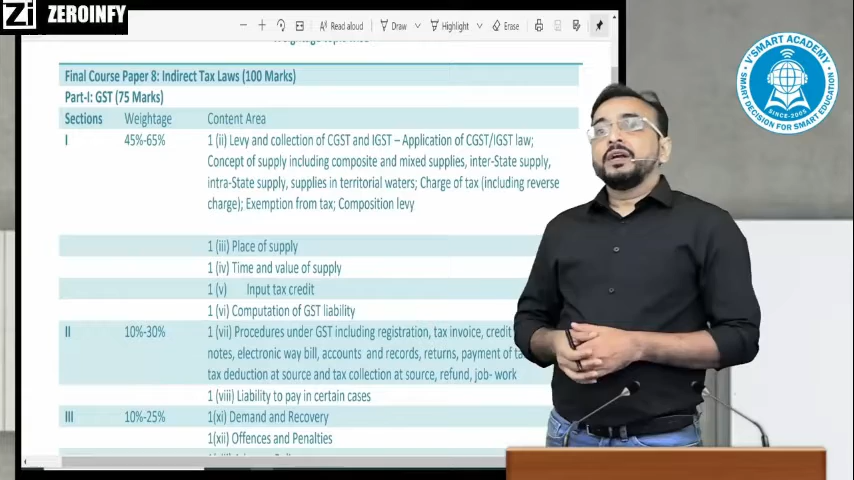 Zi ZEROINFY
Read aloud Draw Highlight Erase
Final Course Paper 8: Indirect Tax Laws (100 Marks)
Part-I: GST (75 Marks)
Sections Weightage Content Area
I 45%-65% 1 (ii) Levy and collection of CGST and IGST – Application of CGST/IGST law;
Concept of supply including composite and mixed supplies, inter-State supply,
intra-State supply, supplies in territorial waters; Charge of tax (including reverse
charge); Exemption from tax; Composition levy
1 (iii) Place of supply
1 (iv) Time and value of supply
1 (v) Input tax credit
1 (vi) Computation of GST liability
II 10%-30% 1 (vii) Procedures under GST including registration, tax invoice, credit
notes, electronic way bill, accounts and records, returns, payment of
tax deduction at source and tax collection at source, refund, job- work
1 (viii) Liability to pay in certain cases
III 10%-25% 1(xi) Demand and Recovery
1(xii) Offences and Penalties
V'SMART ACADEMY
SINCE-2005
SMART DECISION FOR SMART EDUCATION